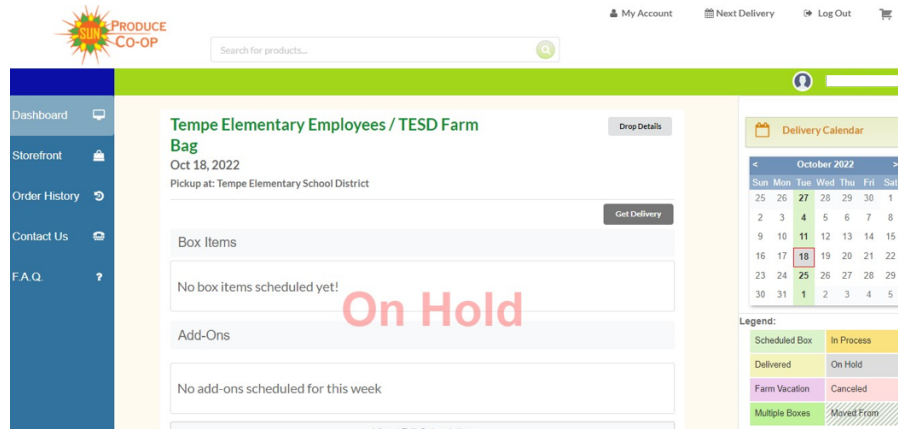 SUN PRODUCE
CO-OP
My Account
Next Delivery
Log Out
Search for products...
Dashboard
Storefront
Order History
Contact Us
F.A.Q.
?
Tempe Elementary Employees / TESD Farm
Bag
Drop Details
Oct 18, 2022
Pickup at: Tempe Elementary School District
Get Delivery
Box Items
No box items scheduled yet!
On Hold
Add-Ons
No add-ons scheduled for this week
Delivery Calendar
< October 2022 >
Sun Mon Tue Wed Thu Fri Sat
25 26 27 28 29 30 1
2 3 4 5 6 7 8
9 10 11 12 13 14 15
16 17 18 19 20 21 22
23 24 25 26 27 28 29
30 31 1 2 3 4 5
Legend:
Scheduled Box In Process
Delivered On Hold
Farm Vacation Canceled
Multiple Boxes Moved From